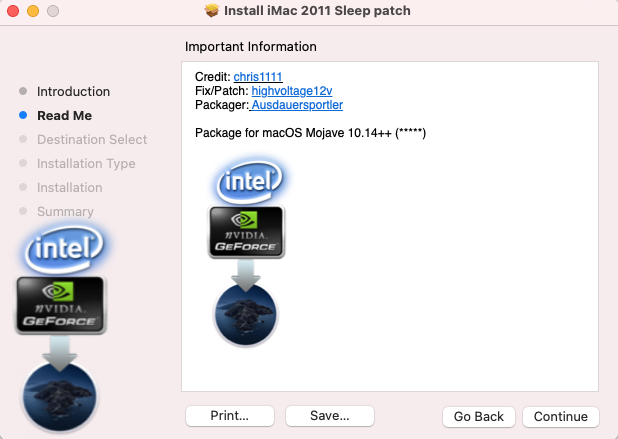 Install iMac 2011 Sleep patch
Important Information
Introduction
Read Me
Destination Select
Installation Type
Installation
Summary
Credit: chris1111
Fix/Patch: highvoltage12v
Packager: Ausdauersportler
Package for macOS Mojave 10.14++ (*****)
intel
NVIDIA.
GEFORCE
intel
NVIDIA.
GEFORCE
Print...
Save...
Go Back
Continue